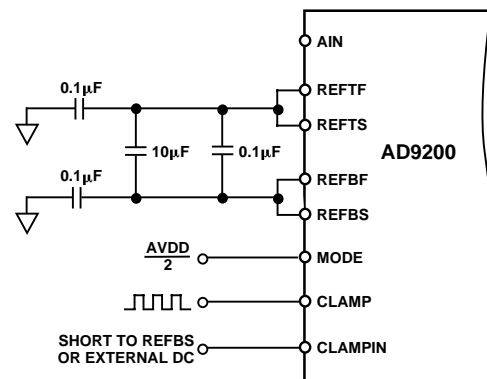 AIN
0.1µF
REFTF
REFTS
10µF
0.1µF
AD9200
0.1µF
REFBF
REFBS
AVDD
2
MODE
CLAMP
SHORT TO REFBS
OR EXTERNAL DC
CLAMPIN